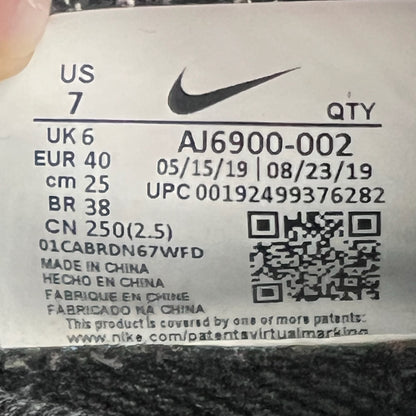 US
7
QTY
UK 6
AJ6900-002
EUR 40
05/15/19 | 08/23/19
cm 25
UPC 00192499376282
BR 38
CN 250(2.5)
01CABRDN67WFD
MADE IN CHINA
HECHO EN CHINA
FABRIQUE EN CHINE
FABRICADO NA CHINA
This product is covered by one or more patents:
www.nike.com/patentsvirtualmarking